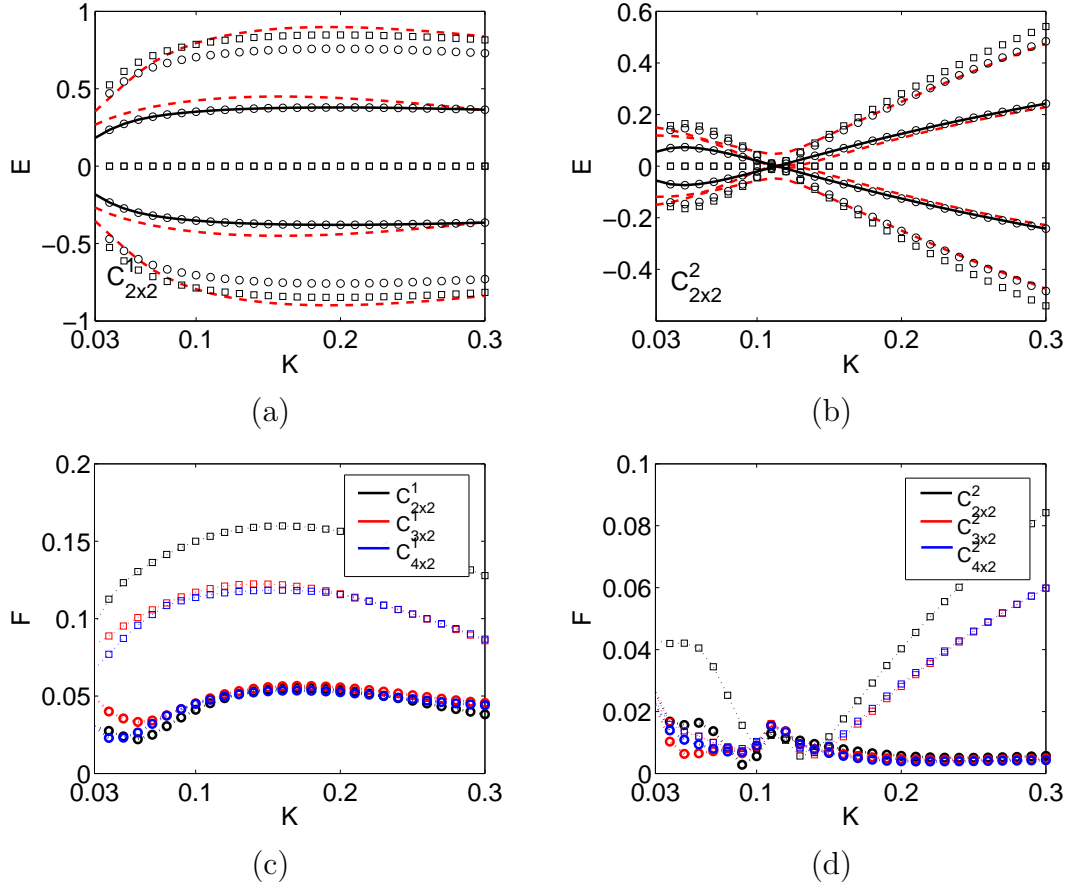 1
0.5
0
−0.5
−1
E
0.03
0.1
0.2
0.3
K
C^1_{2x2}
(a)
0.6
0.4
0.2
0
−0.2
−0.4
E
0.03
0.1
0.2
0.3
K
C^2_{2x2}
(b)
0.2
0.15
0.1
0.05
0
F
0.03
0.1
0.2
0.3
K
C^1_{2x2}
C^1_{3x2}
C^1_{4x2}
(c)
0.1
0.08
0.06
0.04
0.02
0
F
0.03
0.1
0.2
0.3
K
C^2_{2x2}
C^2_{3x2}
C^2_{4x2}
(d)